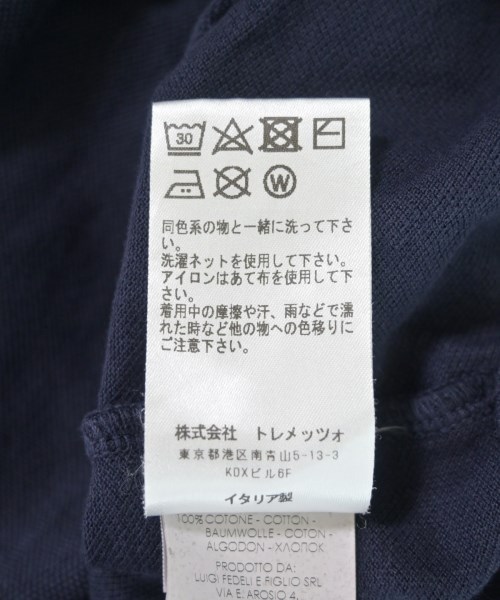 30
W
同色系の物と一緒に洗って下さ
い。
洗濯ネットを使用して下さい。
アイロンはあて布を使用して下さい。
着用中の摩擦や汗、雨などで濡
れた時など他の物への色移りに
ご注意下さい。
株式会社 トレメッツォ
東京都港区南青山5-13-3
KDXビル6F
イタリア製
100% COTONE - COTTON -
BAUMWOLLE - COTON -
ALGODON - ХЛОПОК
PRODOTTO DA:
LUIGI FEDELI E FIGLIO SRL
VIA E. AROSIO 4,